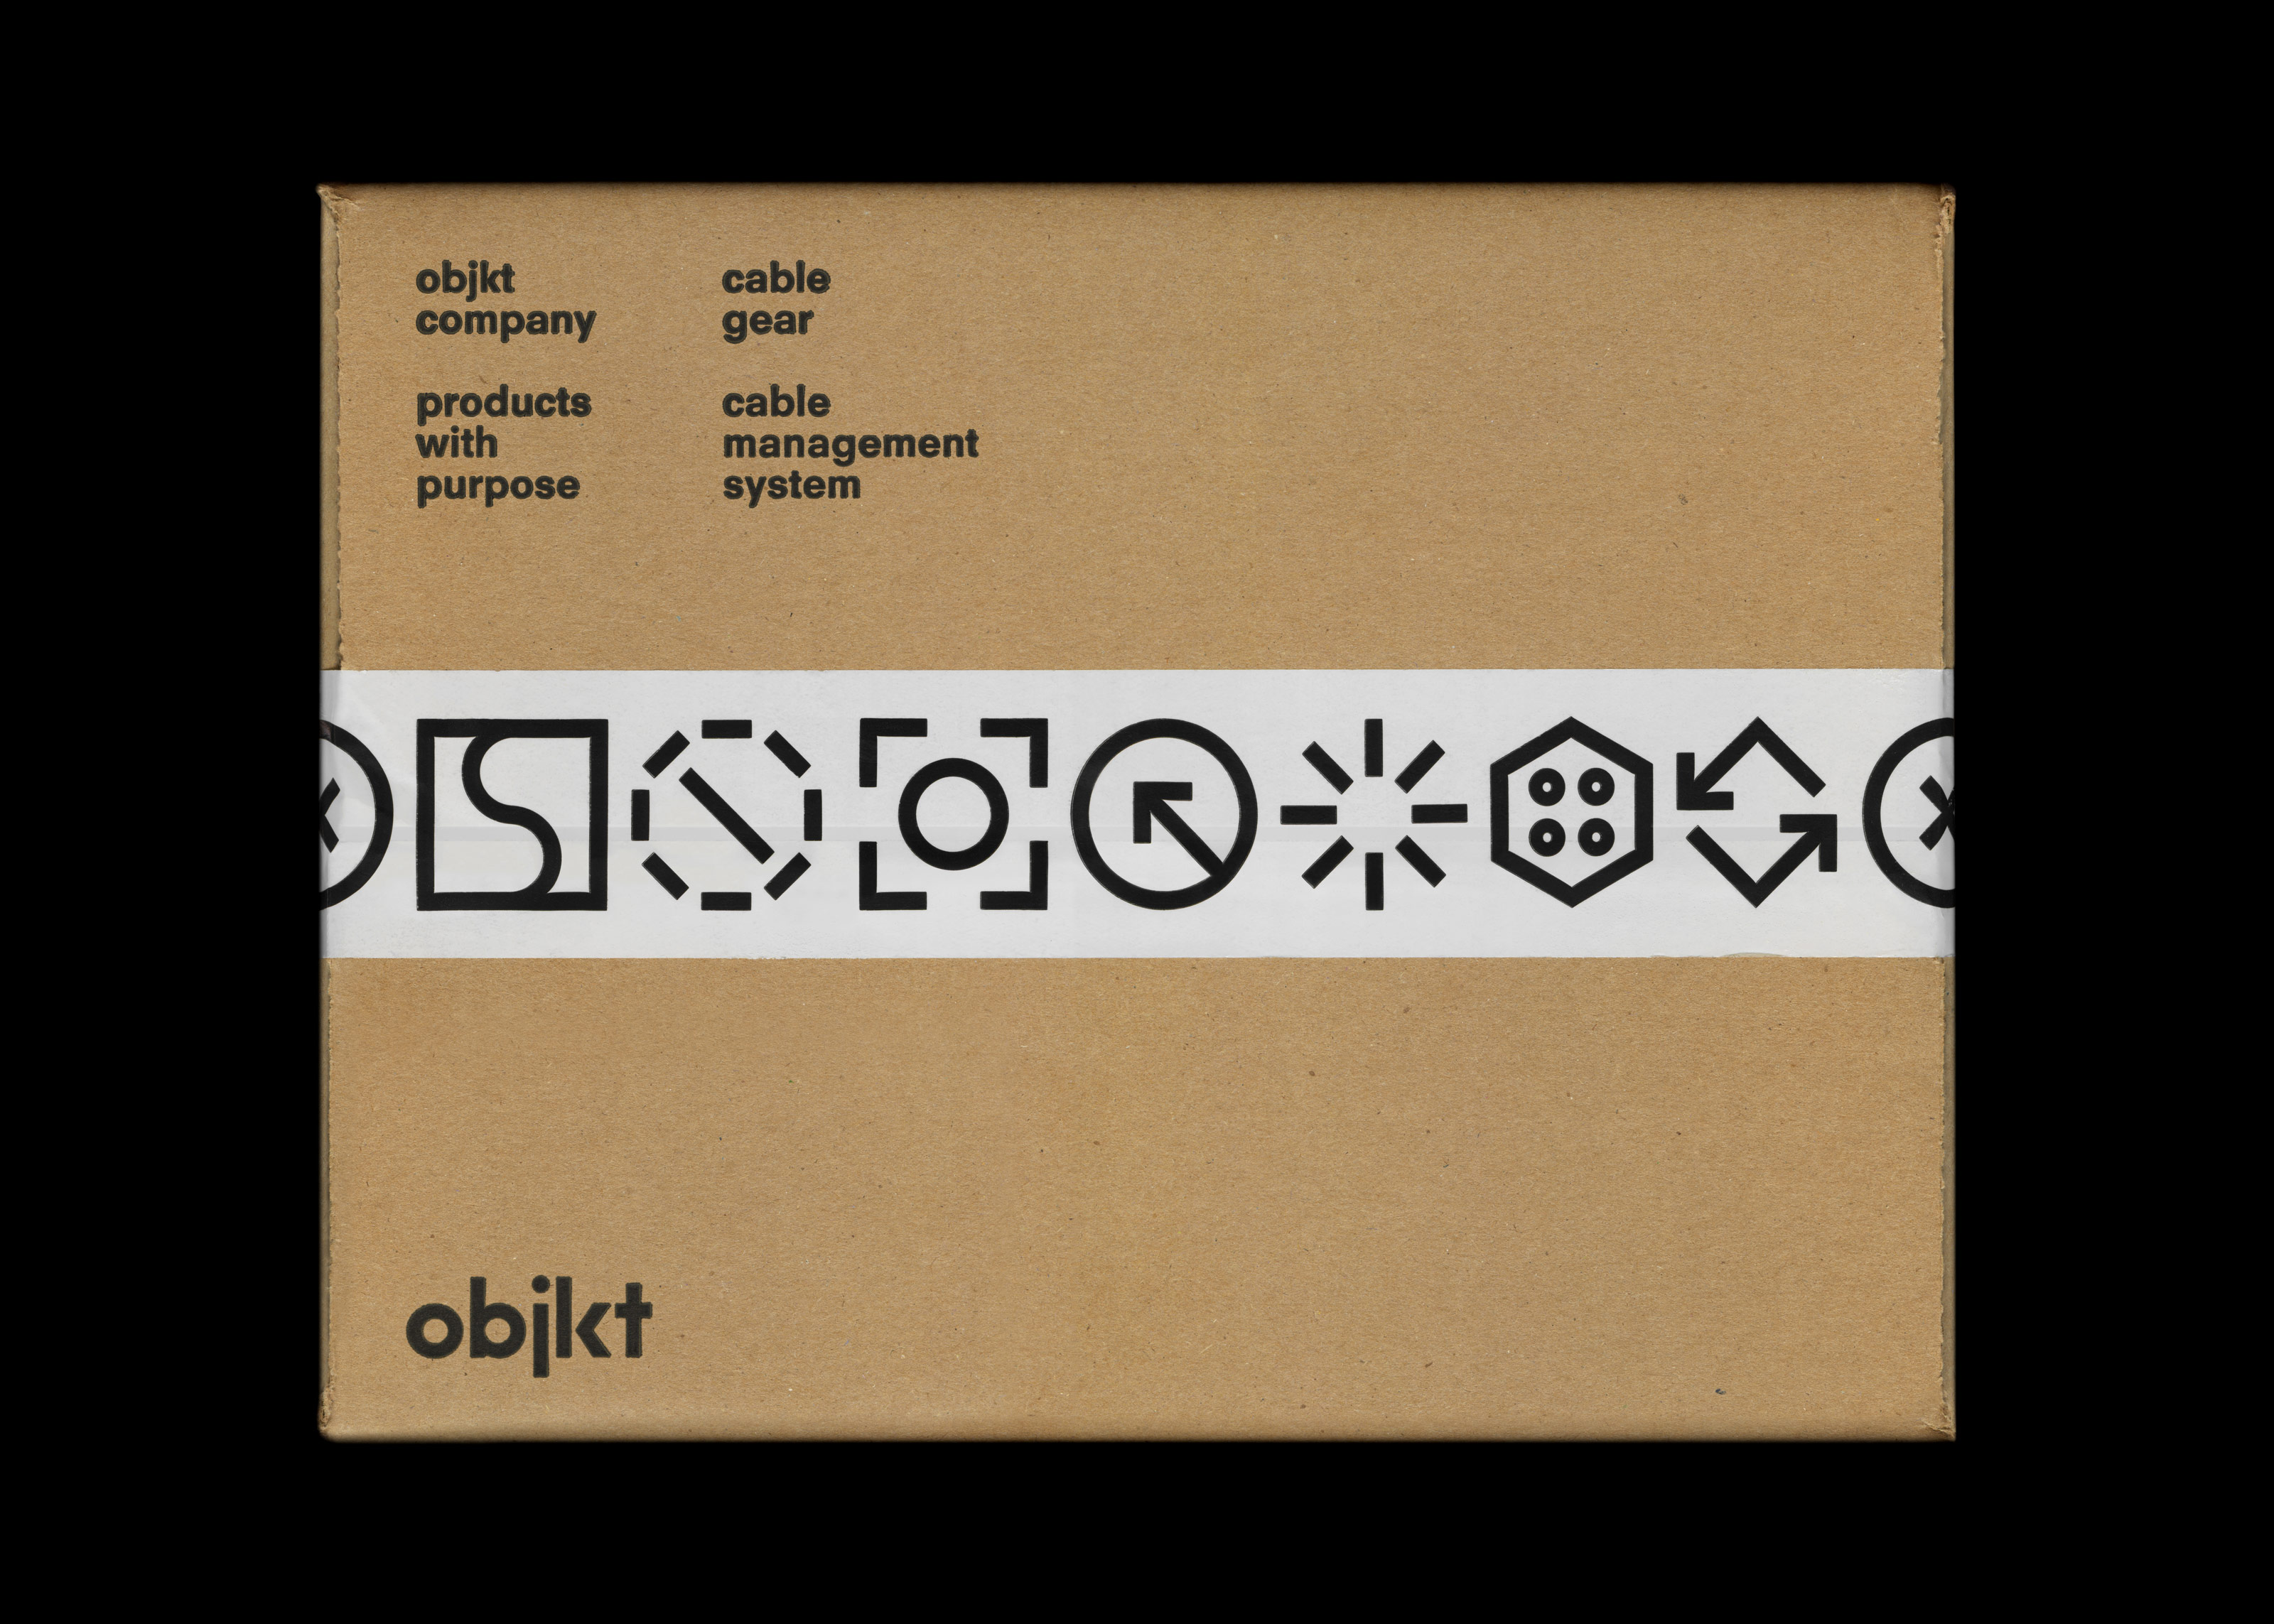 objkt
company
products
with
purpose
cable
gear
cable
management
system
objkt